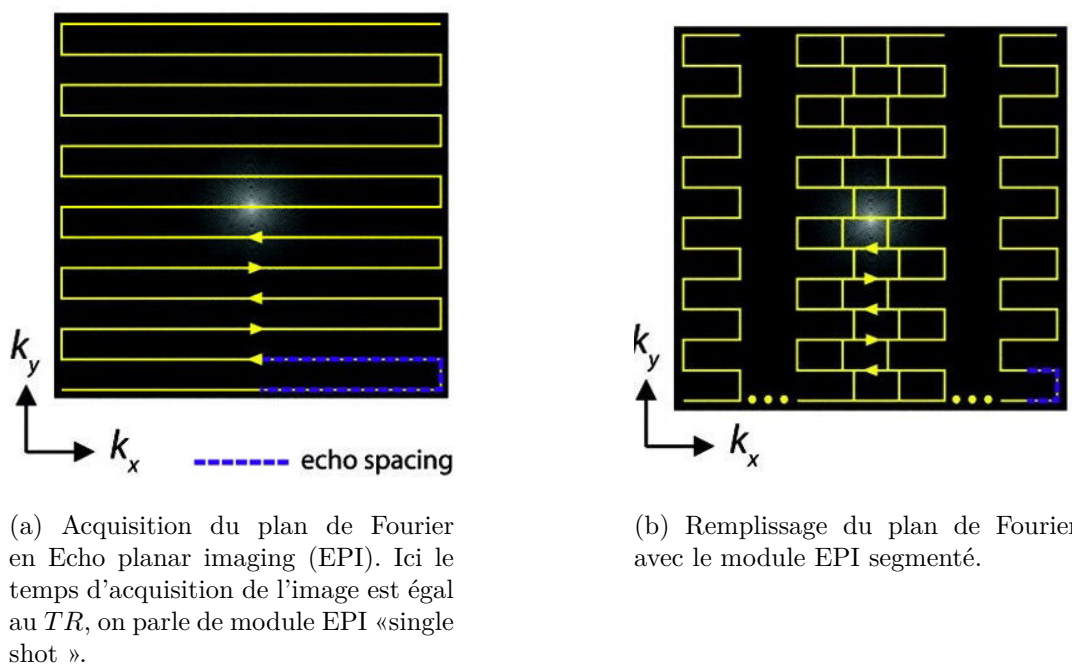 k_y
k_x
echo spacing
(a) Acquisition du plan de Fourier
en Echo planar imaging (EPI). Ici le
temps d'acquisition de l'image est égal
au TR, on parle de module EPI «single
shot ».
k_y
k_x
(b) Remplissage du plan de Fourier
avec le module EPI segmenté.